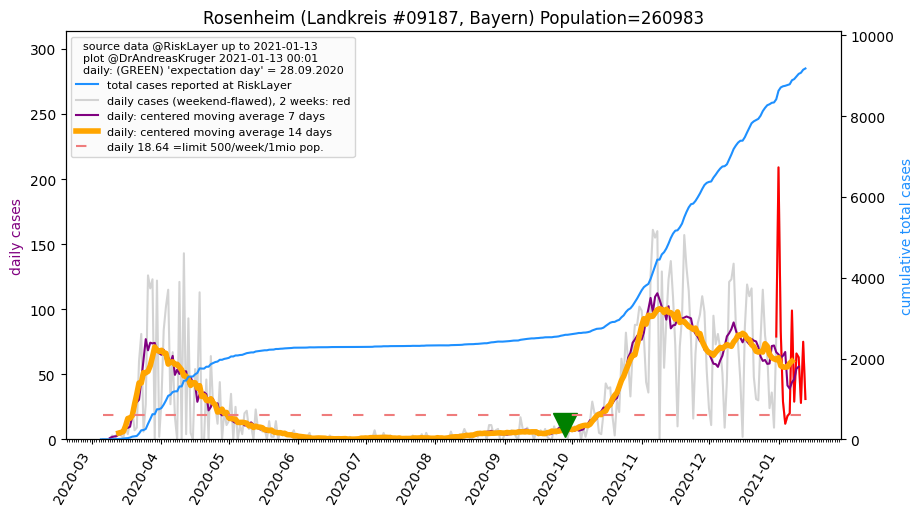 Rosenheim (Landkreis #09187, Bayern) Population=260983
source data @RiskLayer up to 2021-01-13
plot @DrAndreasKruger 2021-01-13 00:01
daily: (GREEN) 'expectation day' = 28.09.2020
total cases reported at RiskLayer
daily cases (weekend-flawed), 2 weeks: red
daily: centered moving average 7 days
daily: centered moving average 14 days
daily 18.64 =limit 500/week/1mio pop.
daily cases
300
250
200
150
100
50
0
cumulative total cases
10000
8000
6000
4000
2000
0
2020-03
2020-04
2020-05
2020-06
2020-07
2020-08
2020-09
2020-10
2020-11
2020-12
2021-01